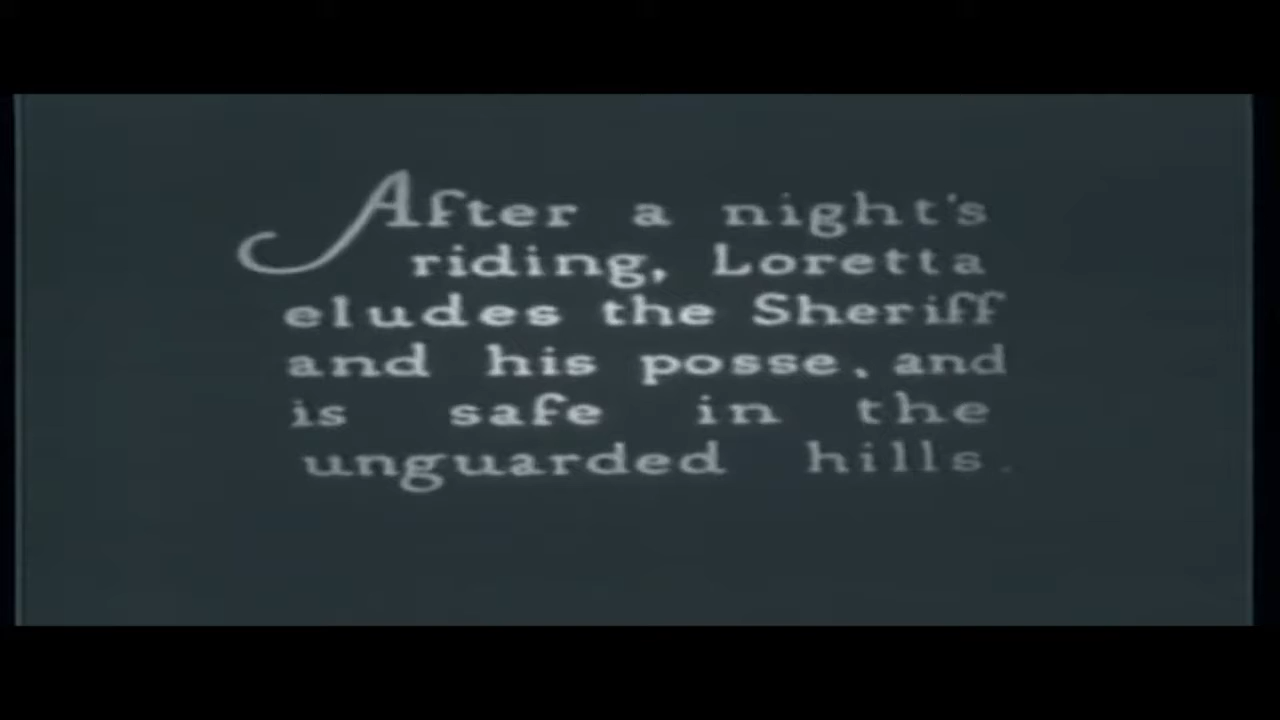 After a night's
riding, Loretta
eludes the Sheriff
and his posse, and
is safe in the
unguarded hills.